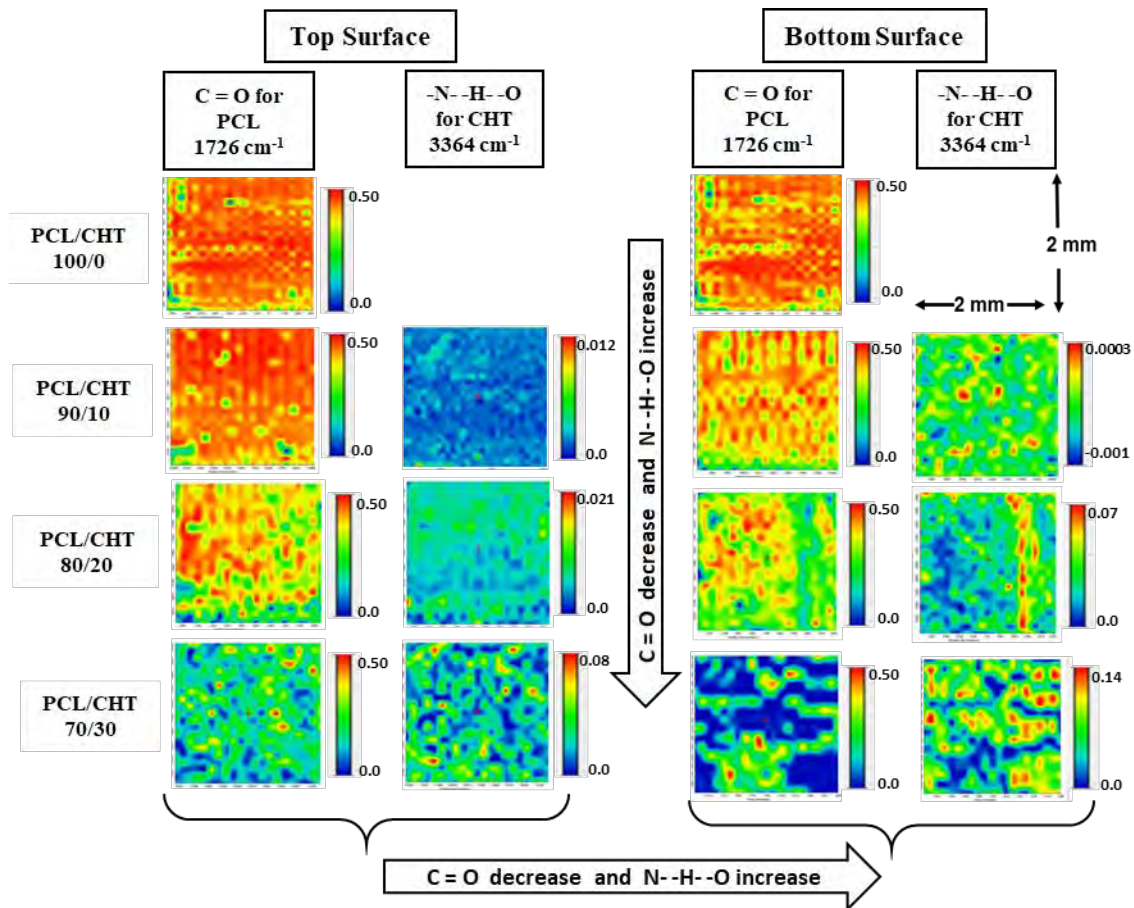 Top Surface
Bottom Surface
C = O for
PCL
1726 cm⁻¹
-N- -H- -O
for CHT
3364 cm⁻¹
C = O for
PCL
1726 cm⁻¹
-N- -H- -O
for CHT
3364 cm⁻¹
PCL/CHT
100/0
0.50
0.0
0.50
0.0
2 mm
2 mm
PCL/CHT
90/10
0.50
0.0
0.012
0.0
0.50
0.0
0.0003
-0.001
PCL/CHT
80/20
0.50
0.0
0.021
0.0
0.50
0.0
0.07
0.0
PCL/CHT
70/30
0.50
0.0
0.08
0.0
0.50
0.0
0.14
0.0
C = O decrease and N- -H- -O increase
C = O decrease and N- -H- -O increase